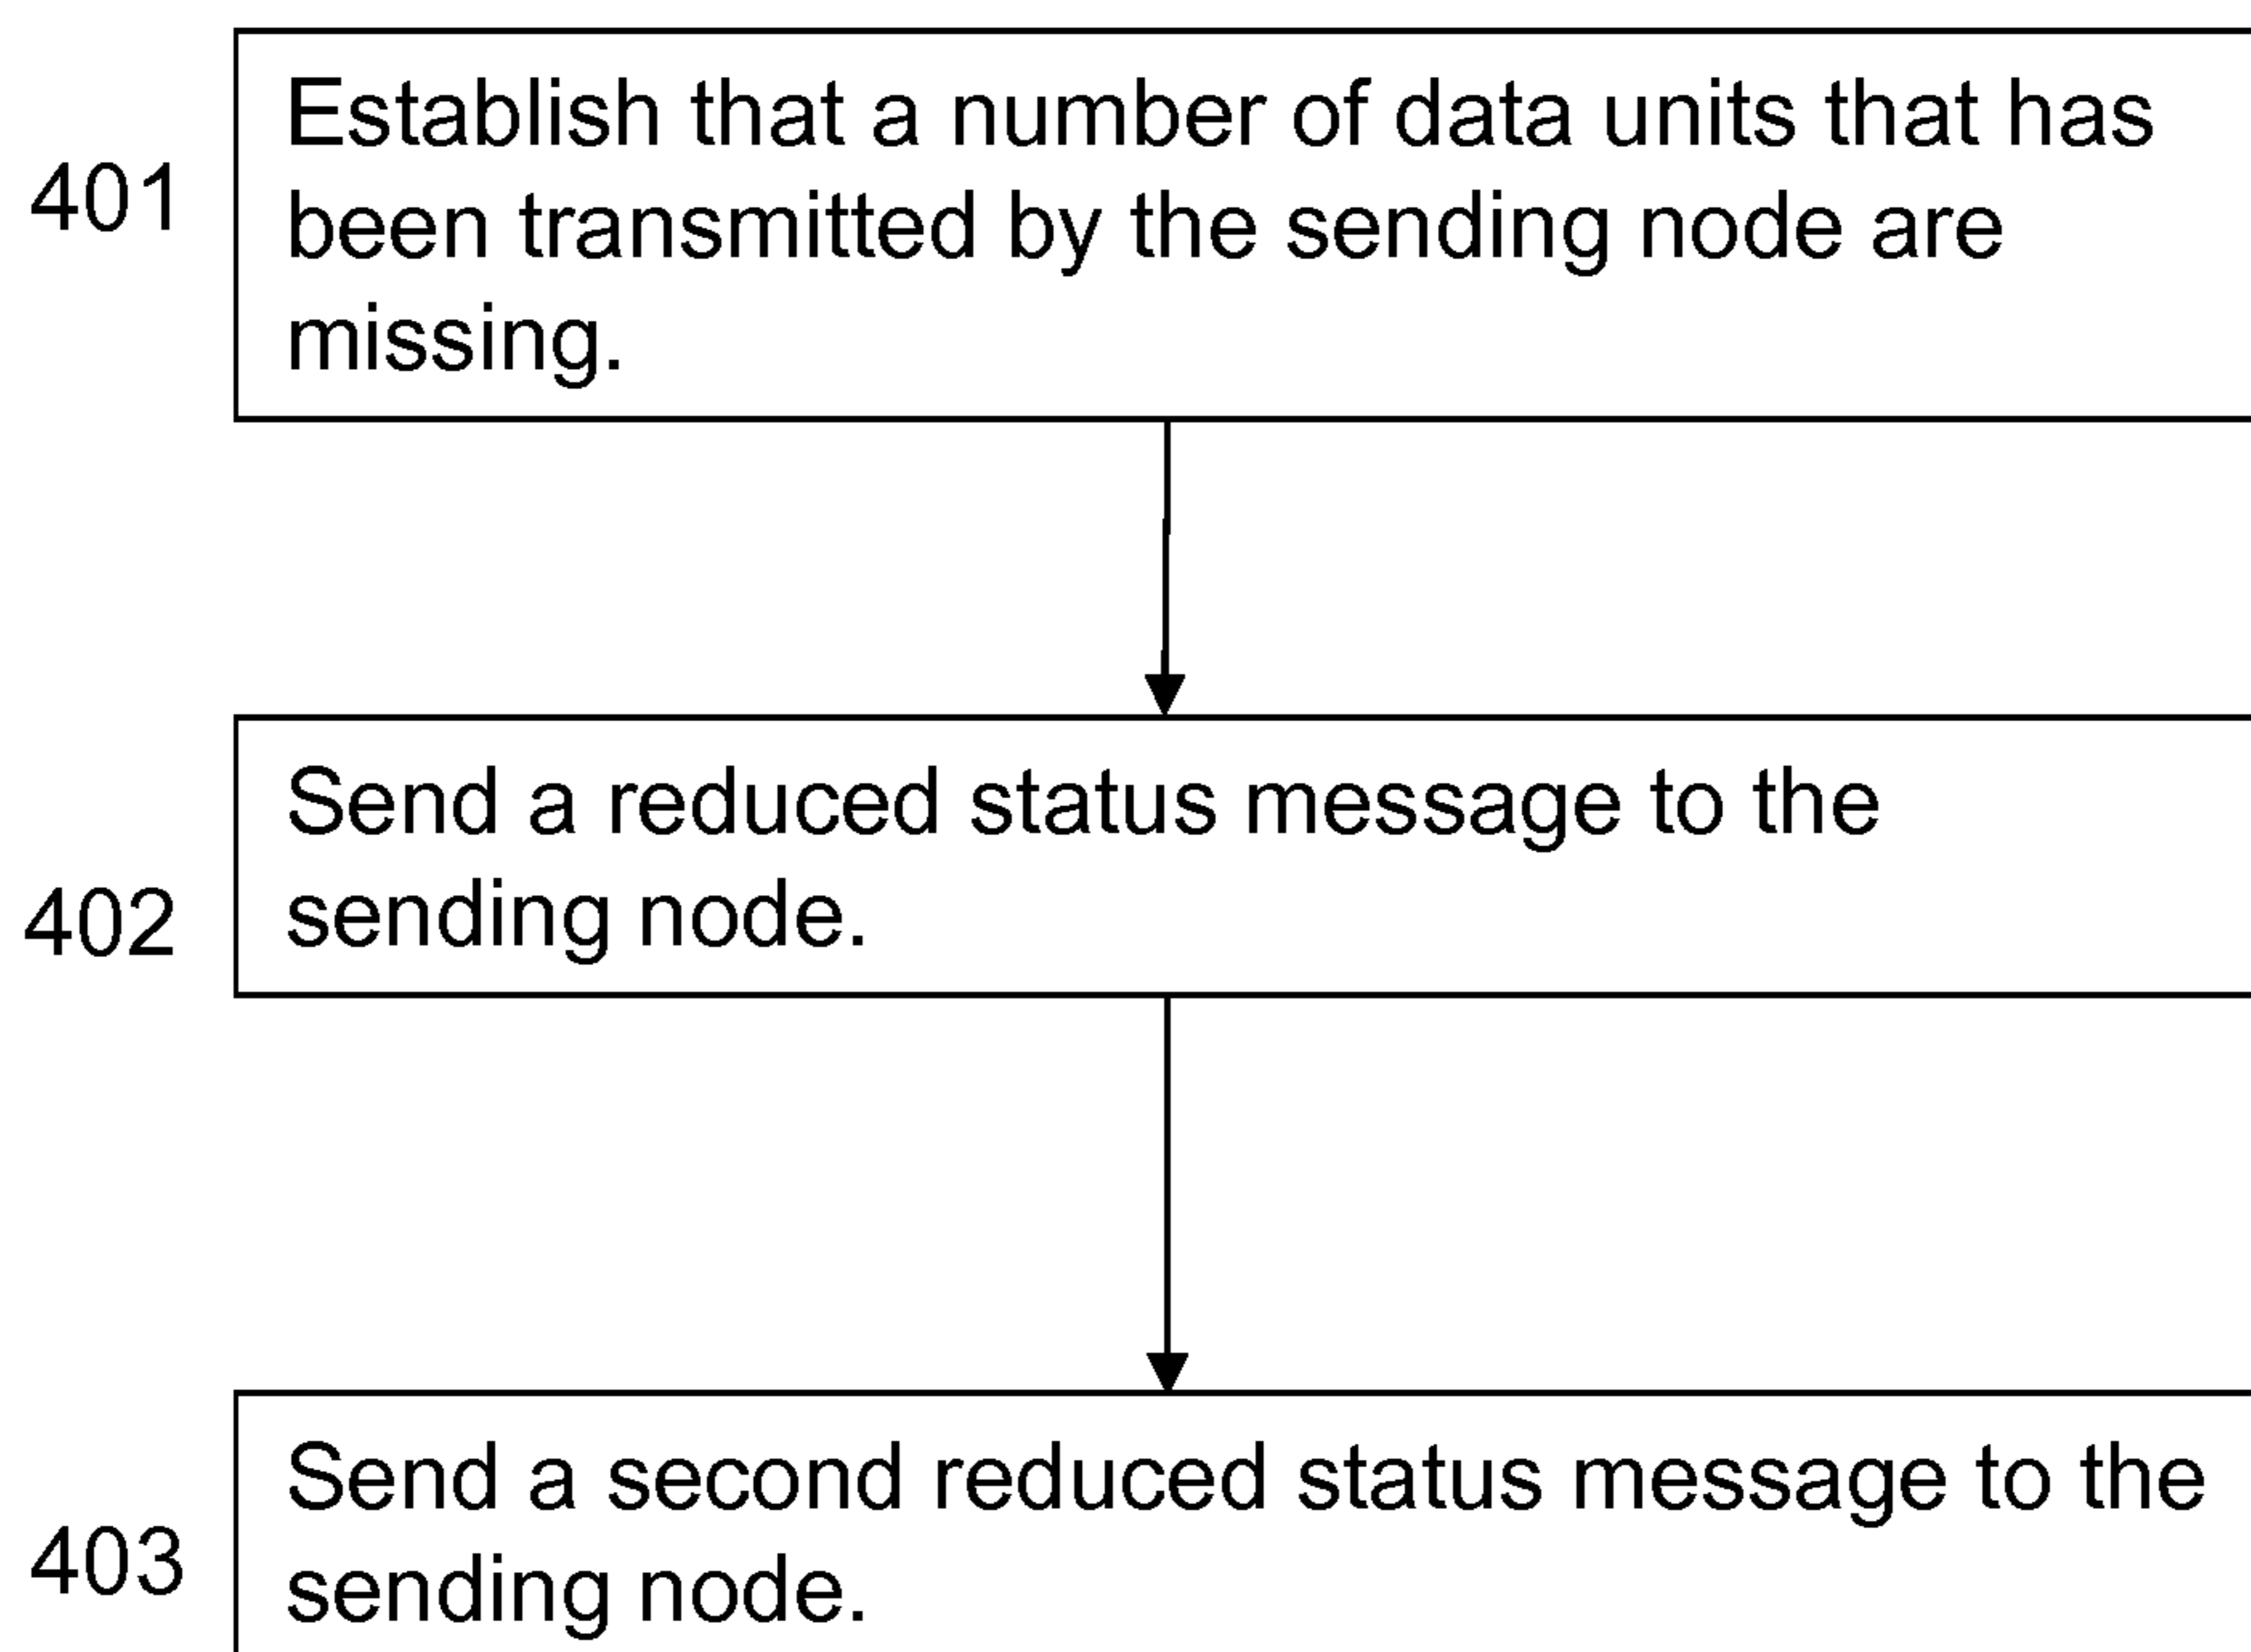 401
Establish that a number of data units that has
been transmitted by the sending node are
missing.
402
Send a reduced status message to the
sending node.
403
Send a second reduced status message to the
sending node.